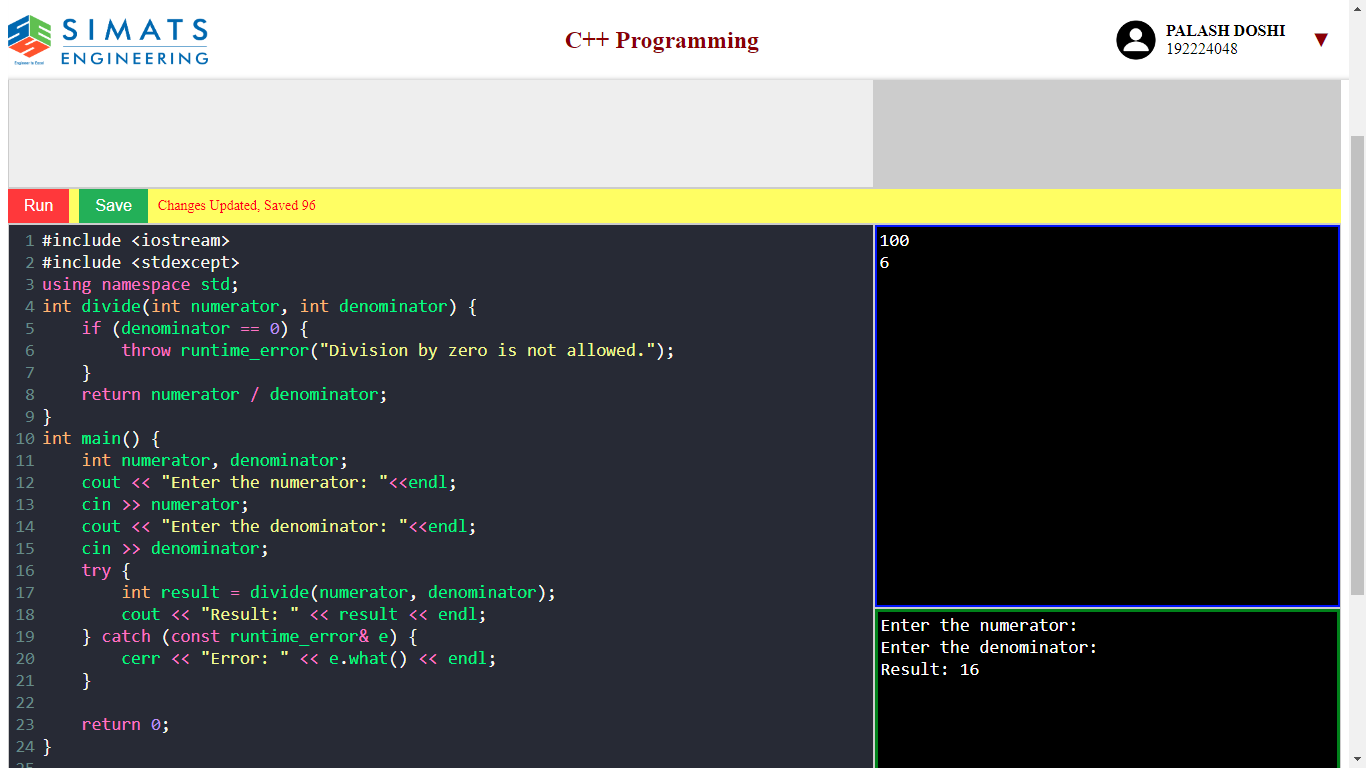 SIMATS
ENGINEERING
Engineer to Excel
C++ Programming
PALASH DOSHI
192224048
▼
Run
Save
Changes Updated, Saved 96
1 #include <iostream>
2 #include <stdexcept>
3 using namespace std;
4 int divide(int numerator, int denominator) {
5     if (denominator == 0) {
6         throw runtime_error("Division by zero is not allowed.");
7     }
8     return numerator / denominator;
9 }
10 int main() {
11     int numerator, denominator;
12     cout << "Enter the numerator: "<<endl;
13     cin >> numerator;
14     cout << "Enter the denominator: "<<endl;
15     cin >> denominator;
16     try {
17         int result = divide(numerator, denominator);
18         cout << "Result: " << result << endl;
19     } catch (const runtime_error& e) {
20         cerr << "Error: " << e.what() << endl;
21     }
22
23     return 0;
24 }
25
100
6
Enter the numerator:
Enter the denominator:
Result: 16